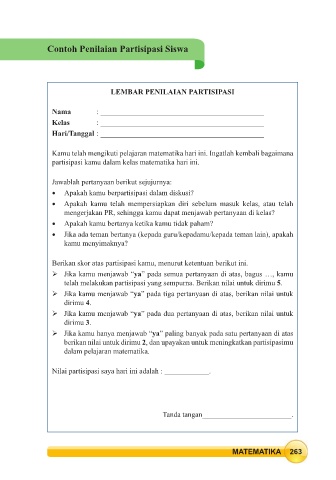 Contoh Penilaian Partisipasi Siswa
LEMBAR PENILAIAN PARTISIPASI
Nama : ____________________
Kelas : ____________________
Hari/Tanggal : ____________________
Kamu telah mengikuti pelajaran matematika hari ini. Ingatlah kembali bagaimana
partisipasi kamu dalam kelas matematika hari ini.
Jawablah pertanyaan berikut sejujurnya:
• Apakah kamu berpartisipasi dalam diskusi?
• Apakah kamu telah mempersiapkan diri sebelum masuk kelas, atau telah
mengerjakan PR, sehingga kamu dapat menjawab pertanyaan di kelas?
• Apakah kamu bertanya ketika kamu tidak paham?
• Jika ada teman bertanya (kepada guru/kepadamu/kepada teman lain), apakah
kamu menyimaknya?
Berikan skor atas partisipasi kamu, menurut ketentuan berikut ini.
➢ Jika kamu menjawab “ya” pada semua pertanyaan di atas, bagus …, kamu
telah melakukan partisipasi yang sempurna. Berikan nilai untuk dirimu 5.
➢ Jika kamu menjawab “ya” pada tiga pertanyaan di atas, berikan nilai untuk
dirimu 4.
➢ Jika kamu menjawab “ya” pada dua pertanyaan di atas, berikan nilai untuk
dirimu 3.
➢ Jika kamu hanya menjawab “ya” paling banyak pada satu pertanyaan di atas
berikan nilai untuk dirimu 2, dan upayakan untuk meningkatkan partisipasimu
dalam pelajaran matematika.
Nilai partisipasi saya hari ini adalah : ____________.
Tanda tangan________________________.
MATEMATIKA 263